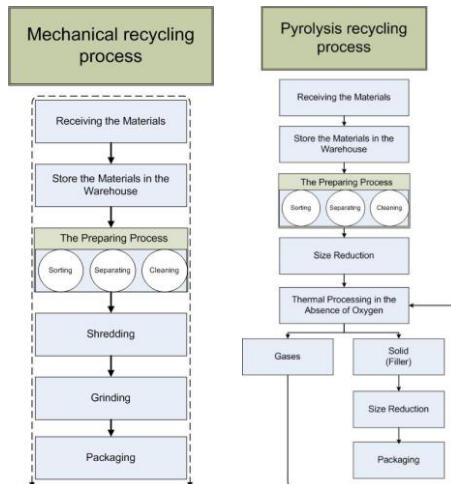 Mechanical recycling
process
Receiving the Materials
Store the Materials in the
Warehouse
The Preparing Process
Sorting
Separating
Cleaning
Shredding
Grinding
Packaging
Pyrolysis recycling
process
Receiving the Materials
Store the Materials in the
Warehouse
The Preparing Process
Sorting
Separating
Cleaning
Size Reduction
Thermal Processing in the
Absence of Oxygen
Gases
Solid
(Filler)
Size Reduction
Packaging